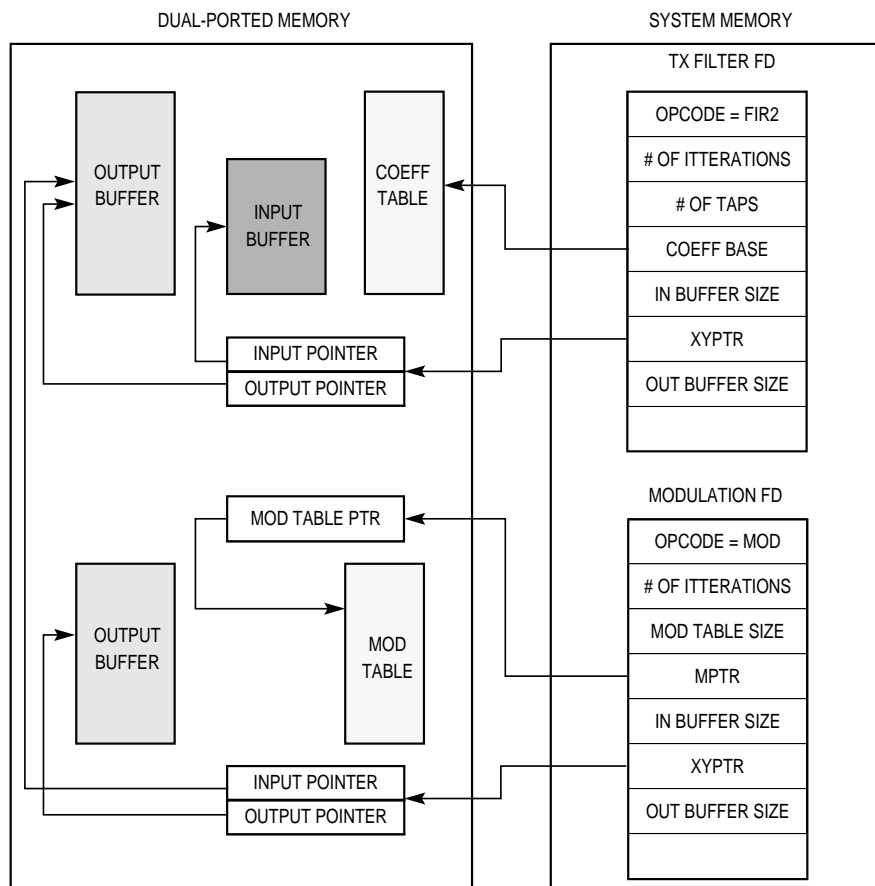 DUAL-PORTED MEMORY
OUTPUT
BUFFER
INPUT
BUFFER
COEFF
TABLE
INPUT POINTER
OUTPUT POINTER
MOD TABLE PTR
OUTPUT
BUFFER
MOD
TABLE
INPUT POINTER
OUTPUT POINTER
SYSTEM MEMORY
TX FILTER FD
OPCODE = FIR2
# OF ITTERATIONS
# OF TAPS
COEFF BASE
IN BUFFER SIZE
XYPTR
OUT BUFFER SIZE
MODULATION FD
OPCODE = MOD
# OF ITTERATIONS
MOD TABLE SIZE
MPTR
IN BUFFER SIZE
XYPTR
OUT BUFFER SIZE